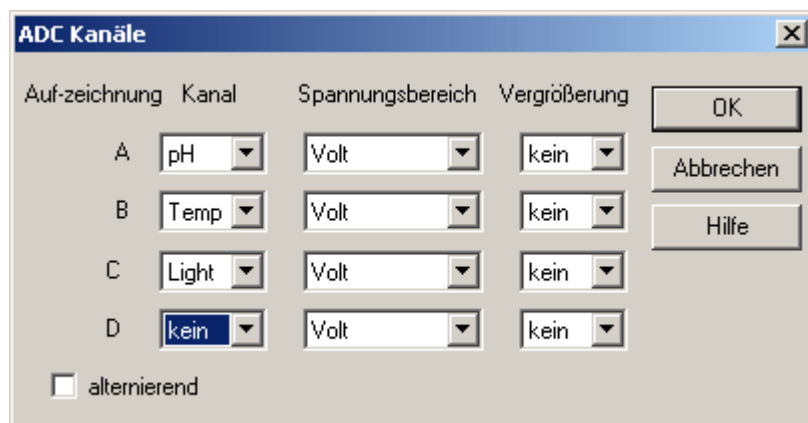 ADC Kanäle
Auf-zeichnung Kanal Spannungsbereich Vergrößerung
A pH Volt kein
B Temp Volt kein
C Light Volt kein
D kein Volt kein
alternierend
OK
Abbrechen
Hilfe